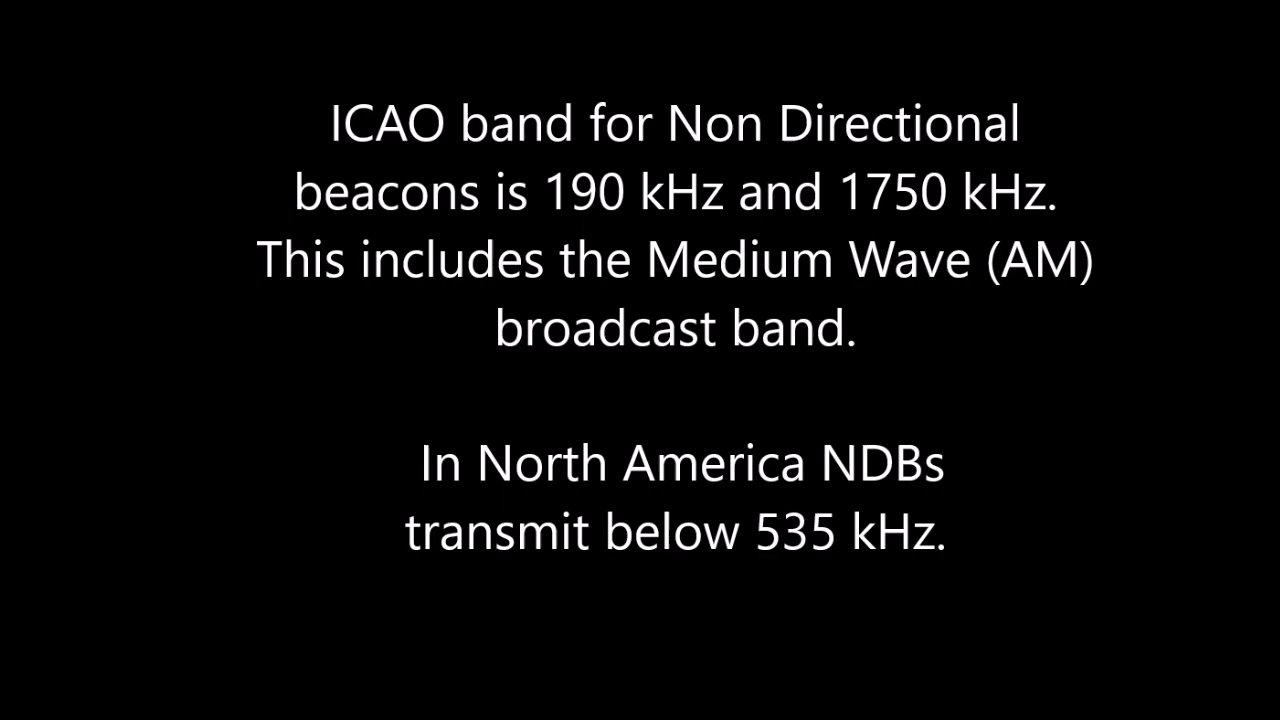 ICAO band for Non Directional
beacons is 190 kHz and 1750 kHz.
This includes the Medium Wave (AM)
broadcast band.
In North America NDBs
transmit below 535 kHz.